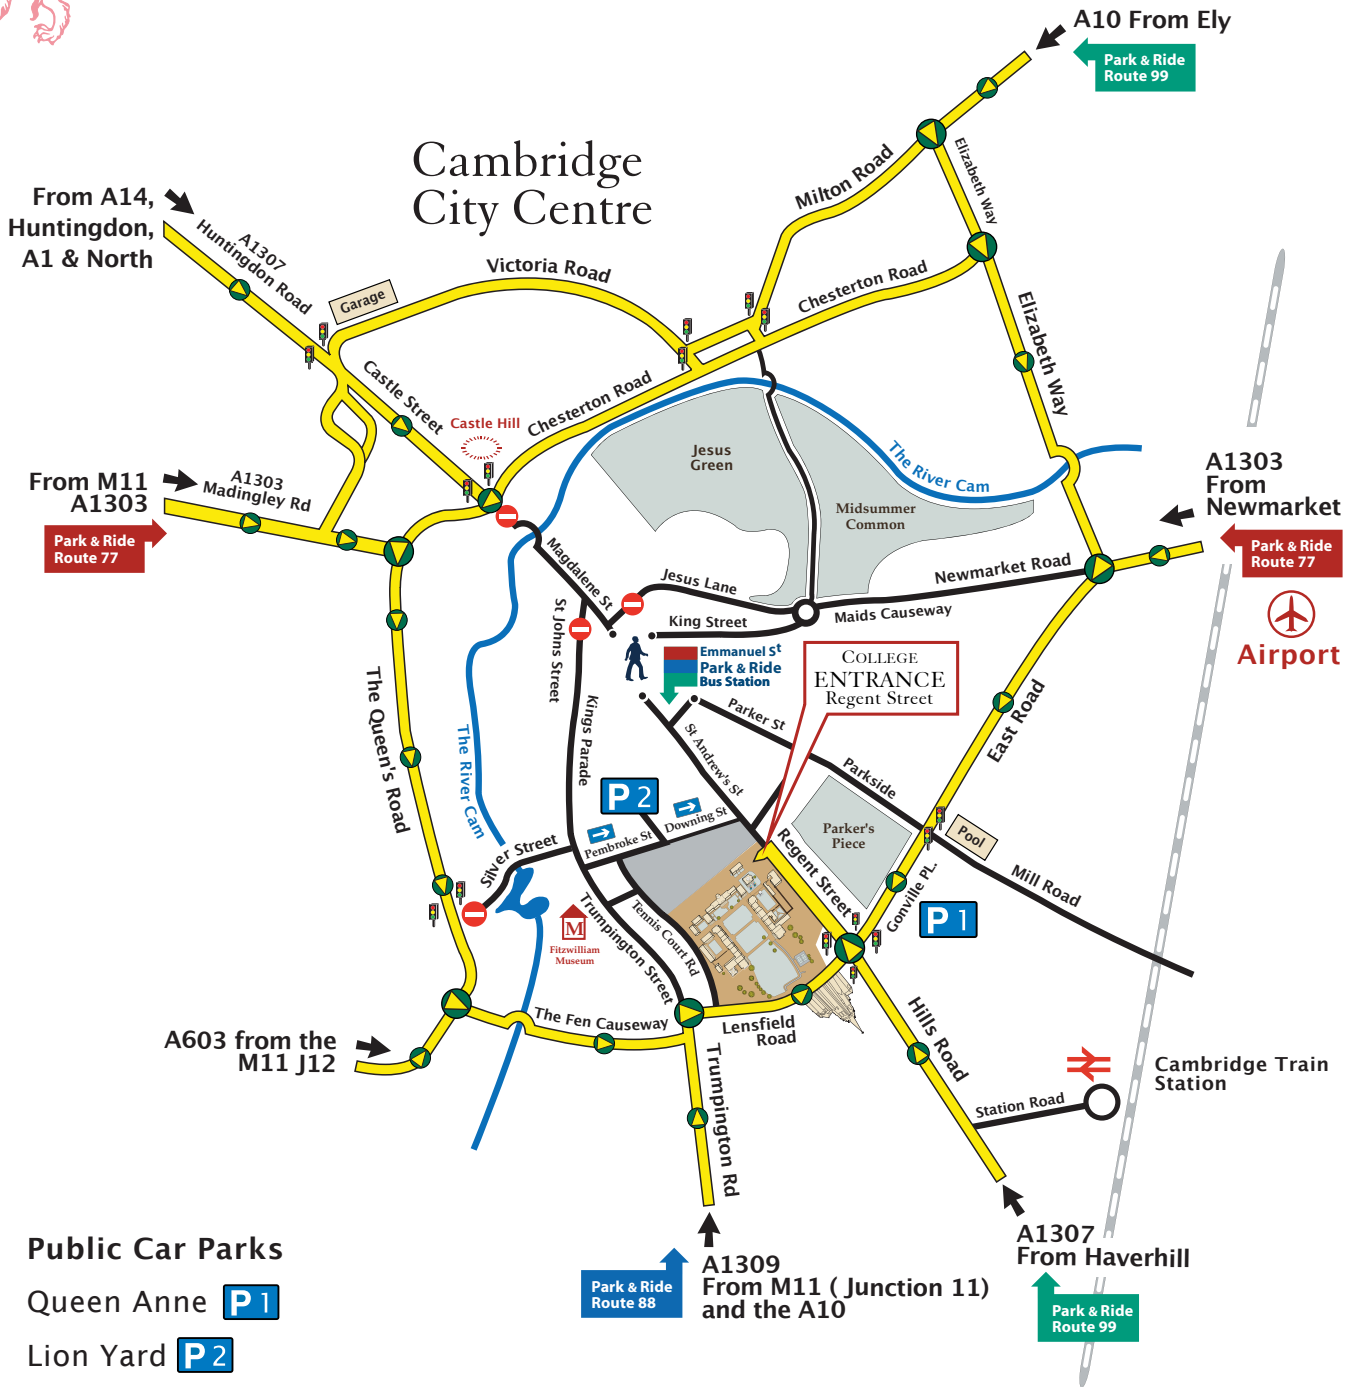 A10 From Ely
Park & Ride
Route 99
Cambridge
City Centre
Milton Road
Elizabeth Way
From A14,
Huntingdon,
A1 & North
A1307
Huntingdon Road
Garage
Victoria Road
Chesterton Road
Elizabeth Way
Castle Street
Castle Hill
Chesterton Road
Jesus
Green
The River Cam
Midsummer
Common
From M11
A1303
A1303
Madingley Rd
Park & Ride
Route 77
A1303
From
Newmarket
Park & Ride
Route 77
Airport
Magdalene St
Jesus Lane
King Street
Newmarket Road
Maids Causeway
St Johns Street
Emmanuel St
Park & Ride
Bus Station
COLLEGE
ENTRANCE
Regent Street
The Queen's Road
The River Cam
Kings Parade
Parker St
St Andrew's St
Parkside
East Road
P 2
Pembroke St
Downing St
Parker's
Piece
Pool
Silver Street
Regent Street
Gonville PL.
Mill Road
P 1
M
Fitzwilliam
Museum
Trumpington Street
Tennis Court Rd
The Fen Causeway
Lensfield
Road
Hills Road
A603 from the
M11 J12
Trumpington Rd
Station Road
Cambridge Train
Station
A1307
From Haverhill
Park & Ride
Route 99
A1309
From M11 ( Junction 11)
and the A10
Park & Ride
Route 88
Public Car Parks
Queen Anne P 1
Lion Yard P 2